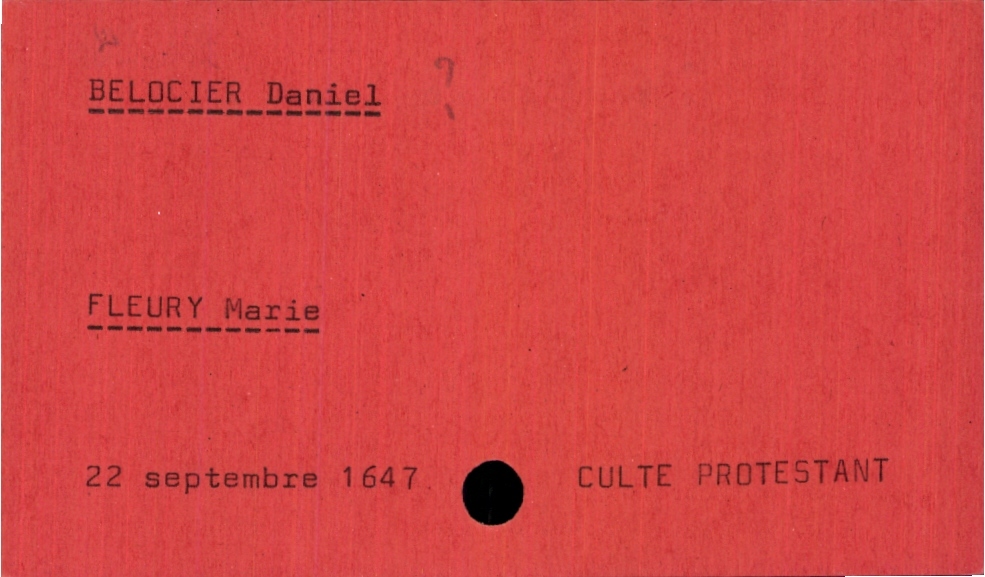 BELOCIER Daniel ?
FLEURY Marie
22 septembre 1647 CULTE PROTESTANT